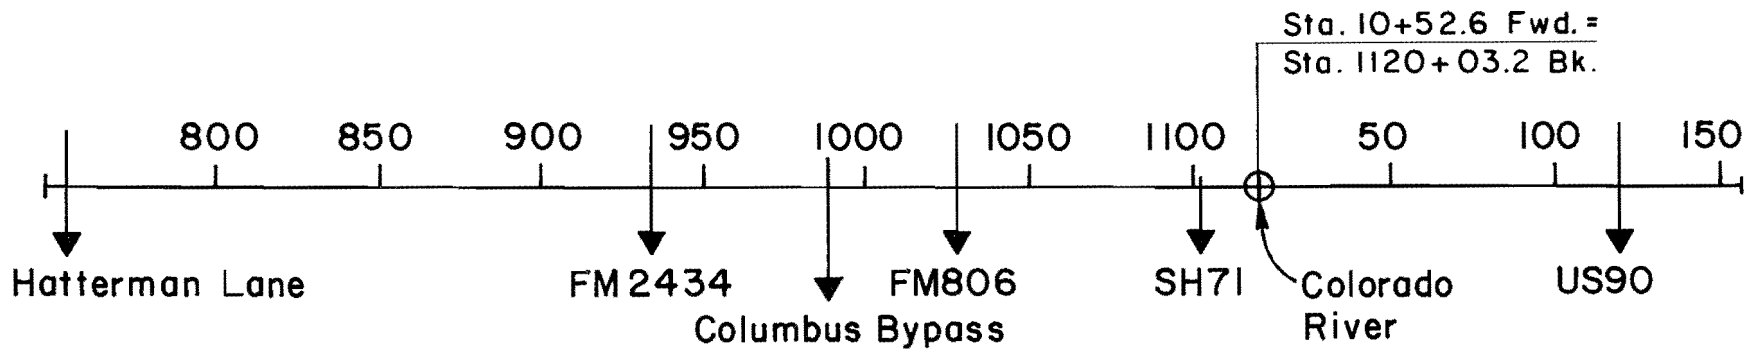 Sta. 10+52.6 Fwd. =
Sta. 1120+03.2 Bk.
800 850 900 950 1000 1050 1100 50 100 150
Hatterman Lane FM 2434 FM806 SH71 Colorado River US90
Columbus Bypass